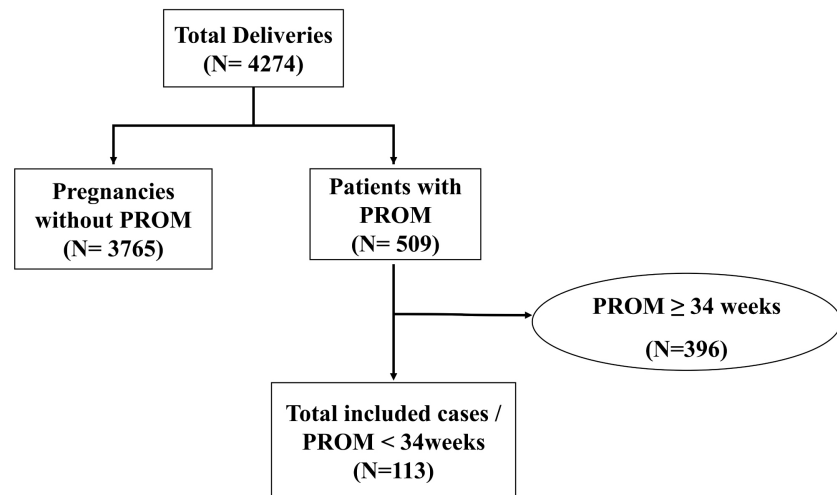 Total Deliveries
(N= 4274)
Pregnancies
without PROM
(N= 3765)
Patients with
PROM
(N= 509)
PROM ≥ 34 weeks
(N=396)
Total included cases /
PROM < 34weeks
(N=113)